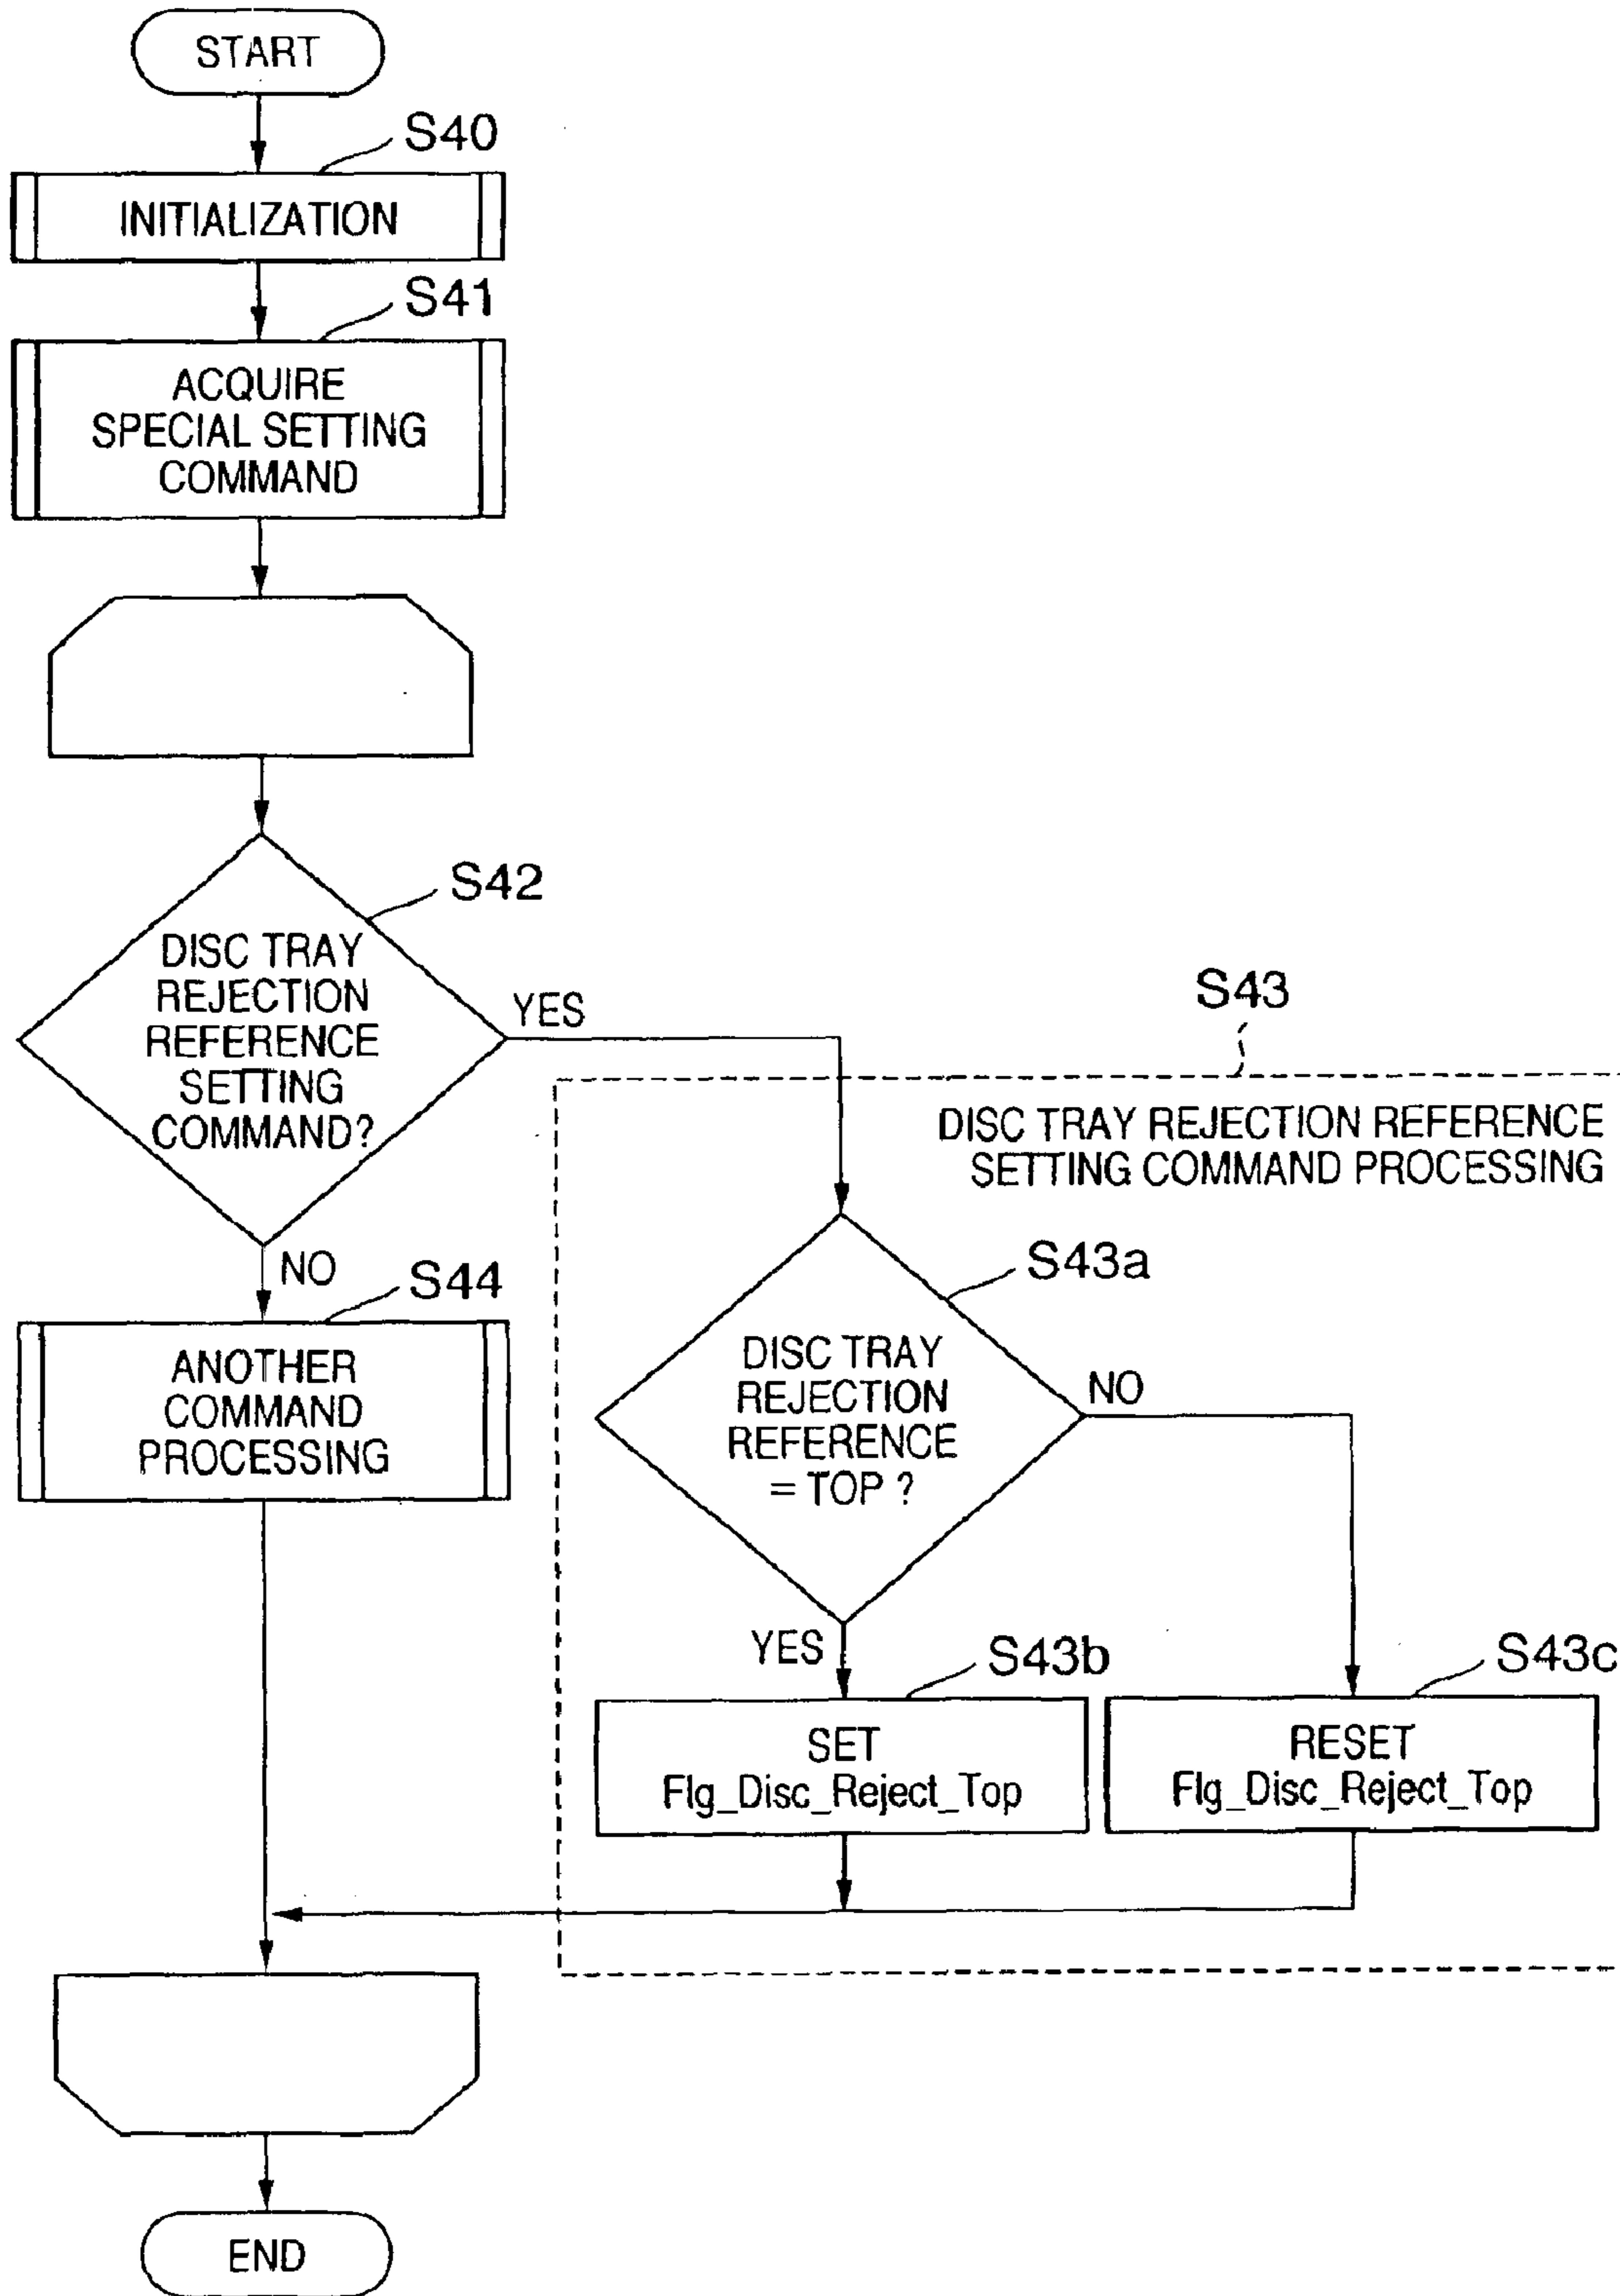 START
S40
INITIALIZATION
S41
ACQUIRE
SPECIAL SETTING
COMMAND
S42
DISC TRAY
REJECTION
REFERENCE
SETTING
COMMAND?
YES
NO
S43
DISC TRAY REJECTION REFERENCE
SETTING COMMAND PROCESSING
S44
ANOTHER
COMMAND
PROCESSING
S43a
DISC TRAY
REJECTION
REFERENCE
= TOP ?
NO
YES
S43b
SET
Flg_Disc_Reject_Top
S43c
RESET
Flg_Disc_Reject_Top
END